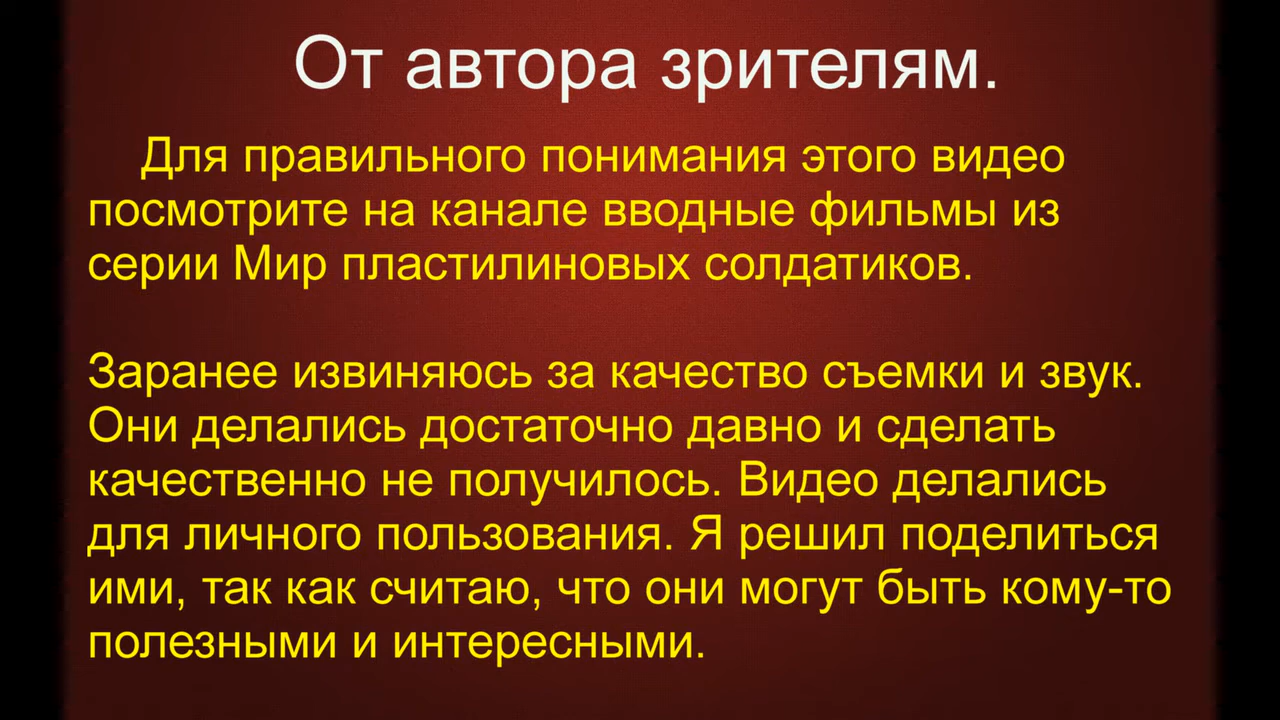 От автора зрителям.
Для правильного понимания этого видео
посмотрите на канале вводные фильмы из
серии Мир пластилиновых солдатиков.
Заранее извиняюсь за качество съемки и звук.
Они делались достаточно давно и сделать
качественно не получилось. Видео делались
для личного пользования. Я решил поделиться
ими, так как считаю, что они могут быть кому-то
полезными и интересными.